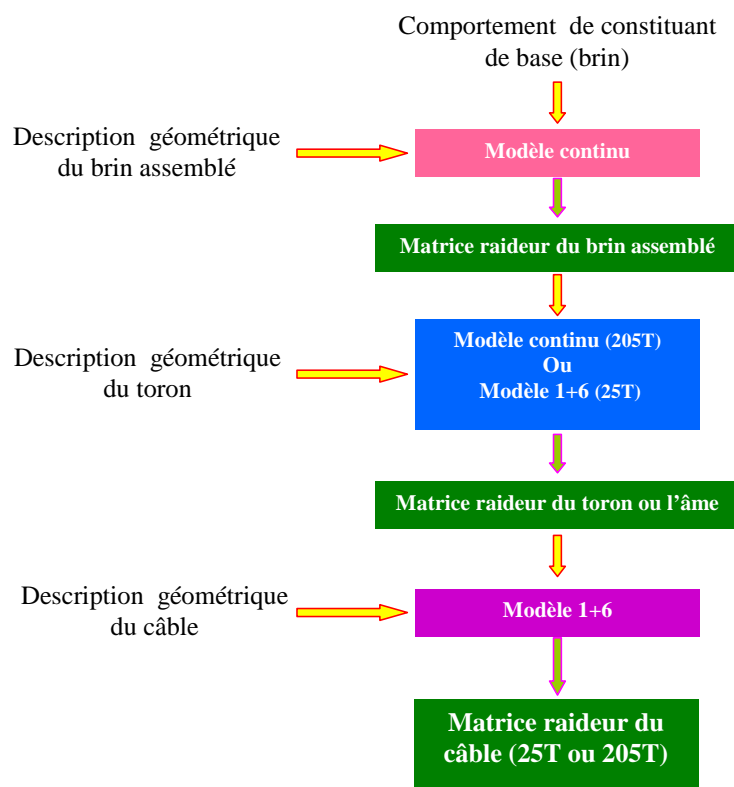 Comportement de constituant
de base (brin)
Description géométrique
du brin assemblé
Modèle continu
Matrice raideur du brin assemblé
Description géométrique
du toron
Modèle continu (205T)
Ou
Modèle 1+6 (25T)
Matrice raideur du toron ou l’âme
Description géométrique
du câble
Modèle 1+6
Matrice raideur du
câble (25T ou 205T)